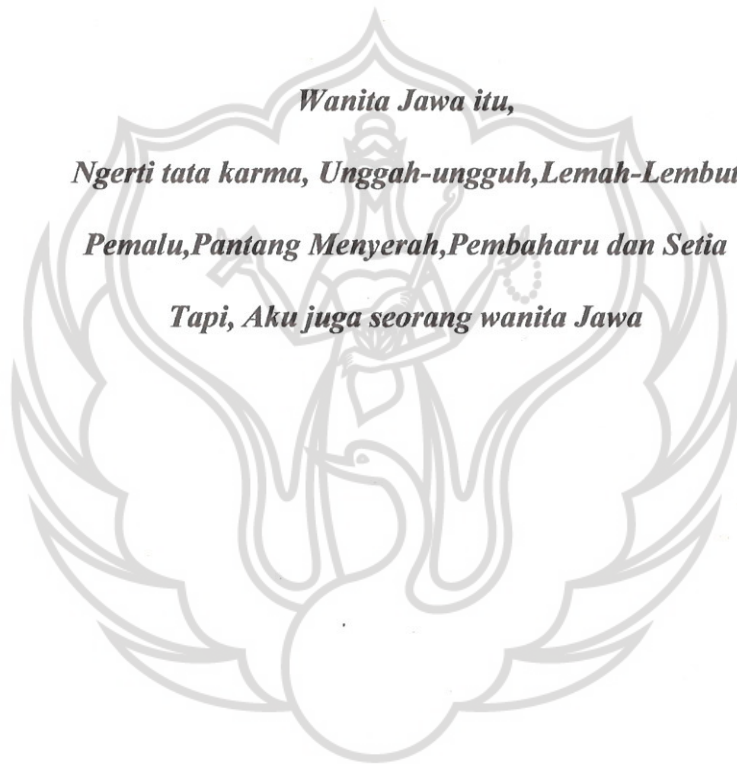 Wanita Jawa itu,
Ngerti tata karma, Unggah-ungguh,Lemah-Lembut
Pemalu,Pantang Menyerah,Pembaharu dan Setia
Tapi, Aku juga seorang wanita Jawa